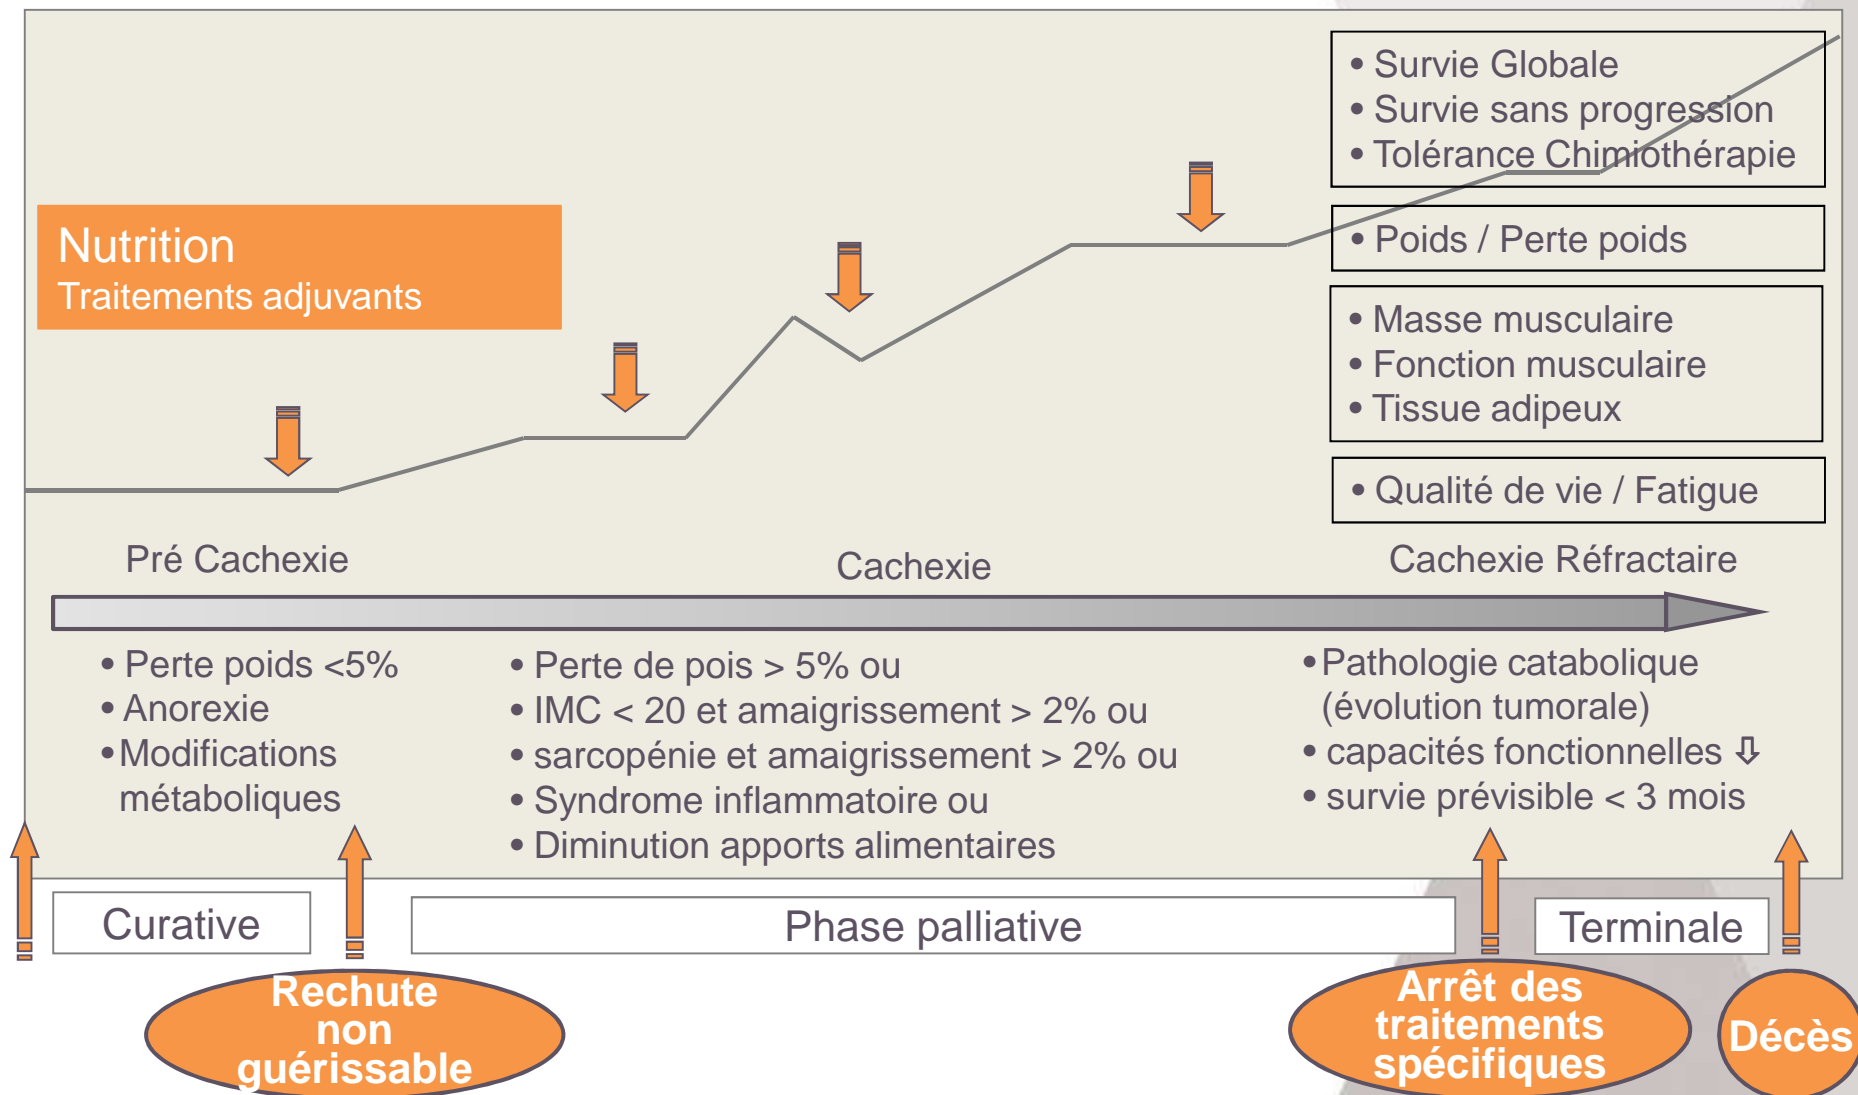 • Survie Globale
• Survie sans progression
• Tolérance Chimiothérapie
Nutrition
Traitements adjuvants
• Poids / Perte poids
• Masse musculaire
• Fonction musculaire
• Tissue adipeux
• Qualité de vie / Fatigue
Pré Cachexie
Cachexie
Cachexie Réfractaire
• Perte poids <5%
• Anorexie
• Modifications
métaboliques
• Perte de pois > 5% ou
• IMC < 20 et amaigrissement > 2% ou
• sarcopénie et amaigrissement > 2% ou
• Syndrome inflammatoire ou
• Diminution apports alimentaires
• Pathologie catabolique
(évolution tumorale)
• capacités fonctionnelles ⇩
• survie prévisible < 3 mois
Curative
Phase palliative
Terminale
Rechute
non
guérissable
Arrêt des
traitements
spécifiques
Décès